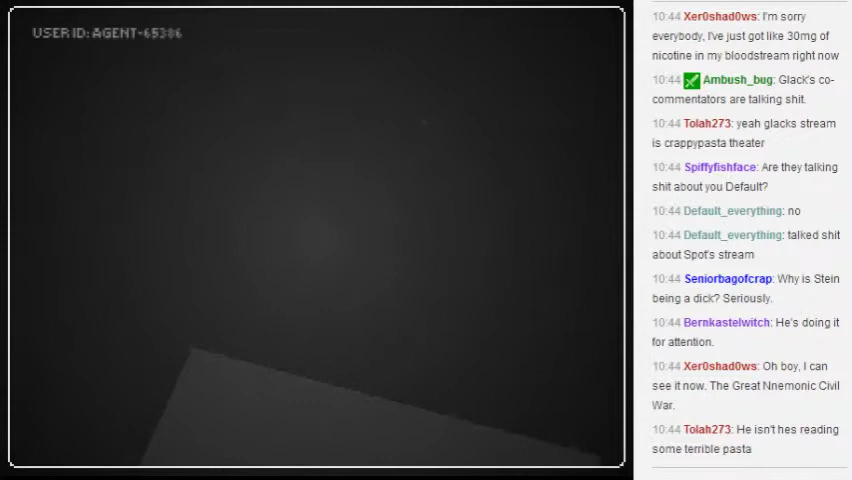 USER ID: AGENT-65386
10:44 Xer0shad0ws: I'm sorry
everybody, I've just got like 30mg of
nicotine in my bloodstream right now
10:44 Ambush_bug: Glack's co-
commentators are talking shit.
10:44 Tolah273: yeah glacks stream
is crappypasta theater
10:44 Spiffyfishface: Are they talking
shit about you Default?
10:44 Default_everything: no
10:44 Default_everything: talked shit
about Spot's stream
10:44 Seniorbagofcrap: Why is Stein
being a dick? Seriously.
10:44 Bernkastelwitch: He's doing it
for attention.
10:44 Xer0shad0ws: Oh boy, I can
see it now. The Great Nnemonic Civil
War.
10:44 Tolah273: He isn't hes reading
some terrible pasta